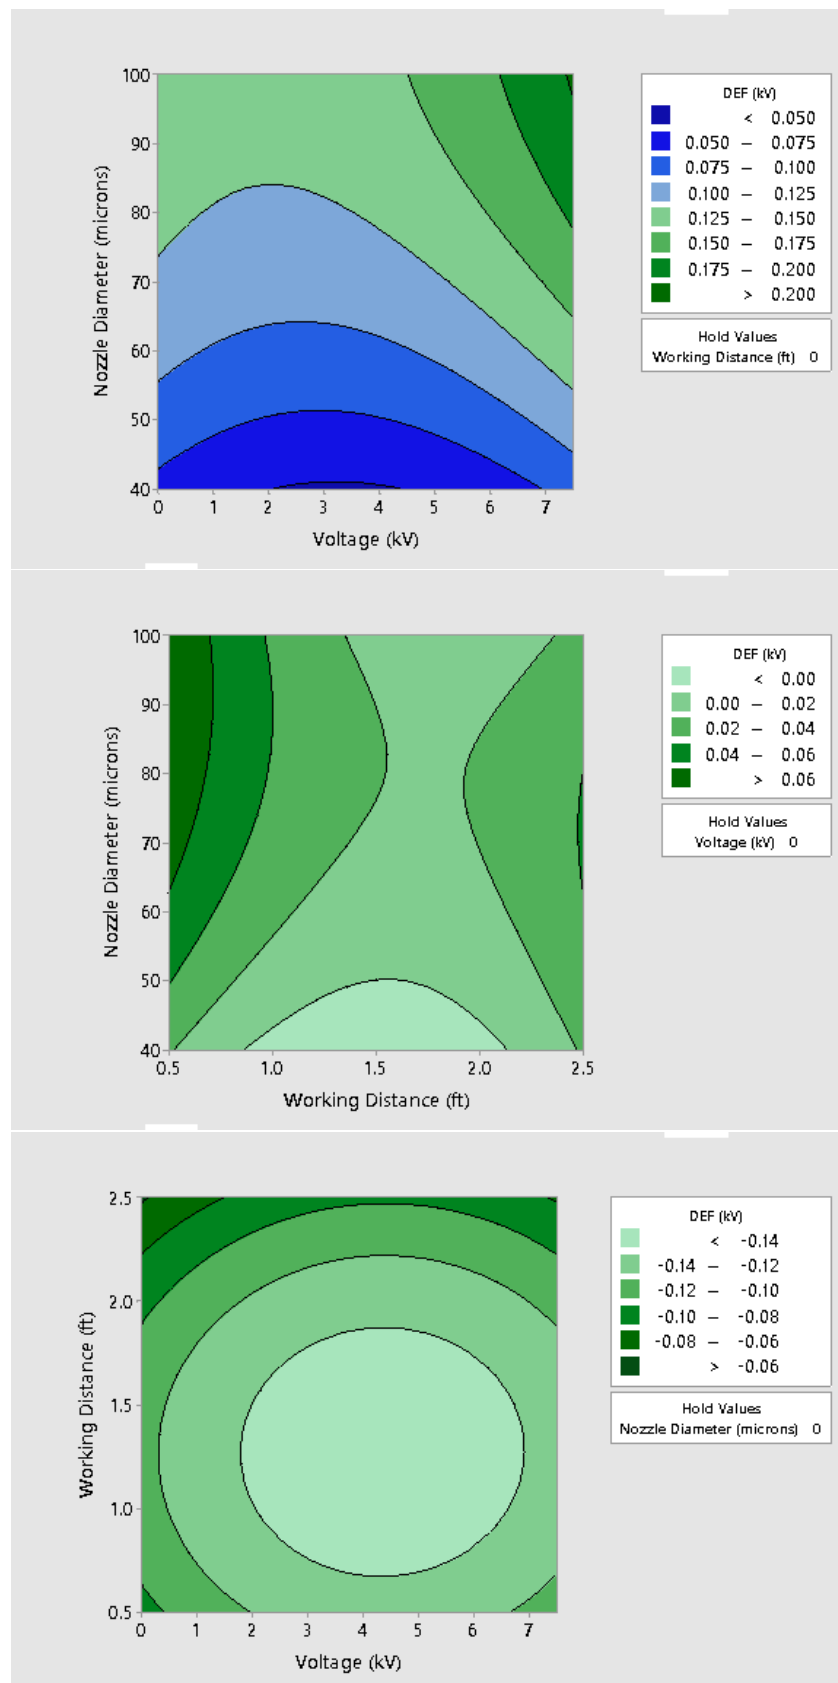 100
90
80
70
60
50
40
Nozzle Diameter (microns)
0 1 2 3 4 5 6 7
Voltage (kV)
DEF (kV)
< 0.050
0.050 – 0.075
0.075 – 0.100
0.100 – 0.125
0.125 – 0.150
0.150 – 0.175
0.175 – 0.200
> 0.200
Hold Values
Working Distance (ft) 0
100
90
80
70
60
50
40
Nozzle Diameter (microns)
0.5 1.0 1.5 2.0 2.5
Working Distance (ft)
DEF (kV)
< 0.00
0.00 – 0.02
0.02 – 0.04
0.04 – 0.06
> 0.06
Hold Values
Voltage (kV) 0
2.5
2.0
1.5
1.0
0.5
Working Distance (ft)
0 1 2 3 4 5 6 7
Voltage (kV)
DEF (kV)
< -0.14
-0.14 – -0.12
-0.12 – -0.10
-0.10 – -0.08
-0.08 – -0.06
> -0.06
Hold Values
Nozzle Diameter (microns) 0